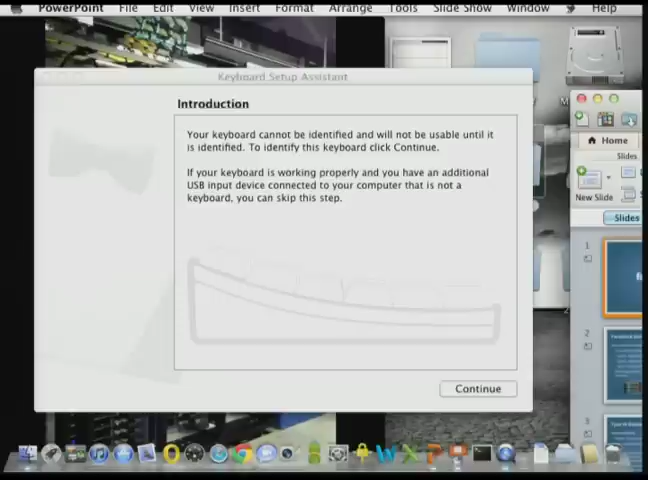 PowerPoint File Edit View Insert Format Arrange Tools Slide Show Window Help
Keyboard Setup Assistant
Introduction
Your keyboard cannot be identified and will not be usable until it
is identified. To identify this keyboard click Continue.
If your keyboard is working properly and you have an additional
USB input device connected to your computer that is not a
keyboard, you can skip this step.
Continue
Home
Slides
New Slide
Slides
1
2
3